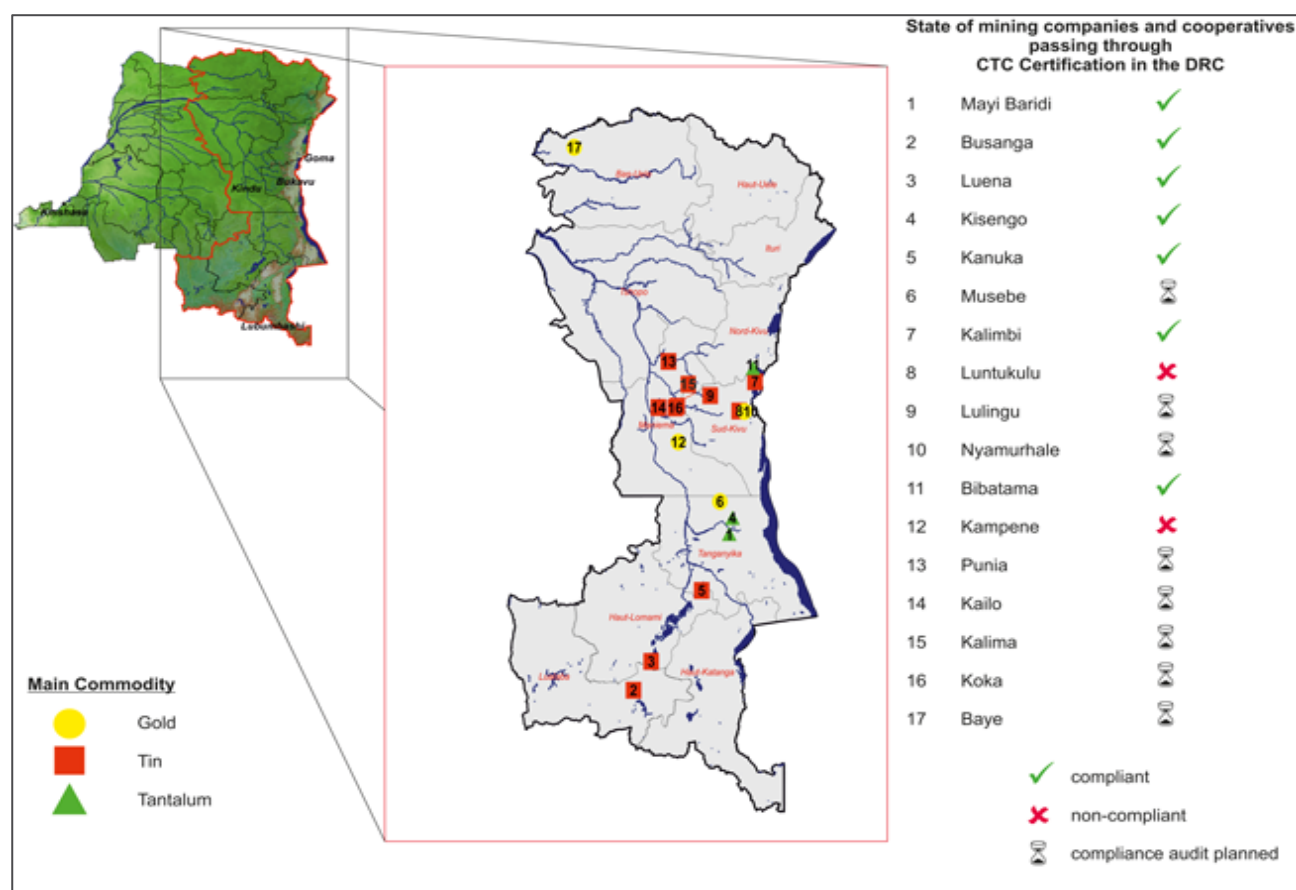 State of mining companies and cooperatives
passing through
CTC Certification in the DRC
1 Mayi Baridi
2 Busanga
3 Luena
4 Kisengo
5 Kanuka
6 Musebe
7 Kalimbi
8 Luntukulu
9 Lulingu
10 Nyamurhale
11 Bibatama
12 Kampene
13 Punia
14 Kailo
15 Kalima
16 Koka
17 Baye
compliant
non-compliant
compliance audit planned
Goma
Bukavu
Kindu
Kinshasa
Lubumbashi
17
Bas-Uele
Haut-Uele
Ituri
Tshopo
Nord-Kivu
13
11
15
7
9
14
16
8
10
Maniema
Sud-Kivu
12
6
4
1
Tanganyika
5
Haut-Lomami
3
Haut-Katanga
Lualaba
2
Main Commodity
Gold
Tin
Tantalum